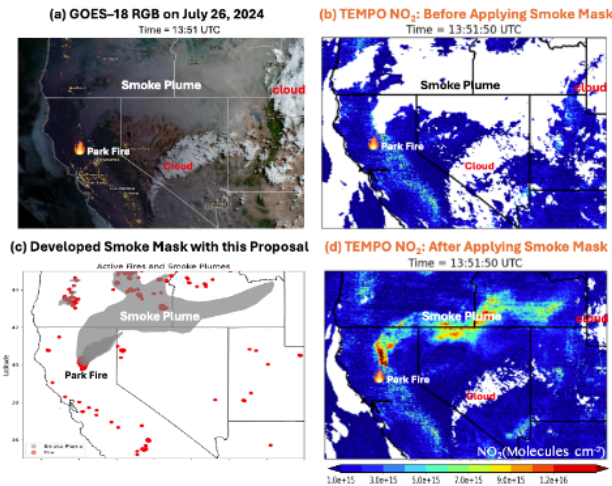 (a) GOES–18 RGB on July 26, 2024
Time = 13:51 UTC
Smoke Plume
cloud
Park Fire
Cloud
(b) TEMPO NO₂: Before Applying Smoke Mask
Time = 13:51:50 UTC
Smoke Plume
cloud
Park Fire
Cloud
(c) Developed Smoke Mask with this Proposal
Active Fires and Smoke Plumes
Smoke Plume
Park Fire
Latitude
Smoke Plume
Fire
(d) TEMPO NO₂: After Applying Smoke Mask
Time = 13:51:50 UTC
Smoke Plume
cloud
Park Fire
Cloud
NO₂(Molecules cm⁻²)
1.0e+15 3.0e+15 6.0e+15 9.0e+15 1.2e+16